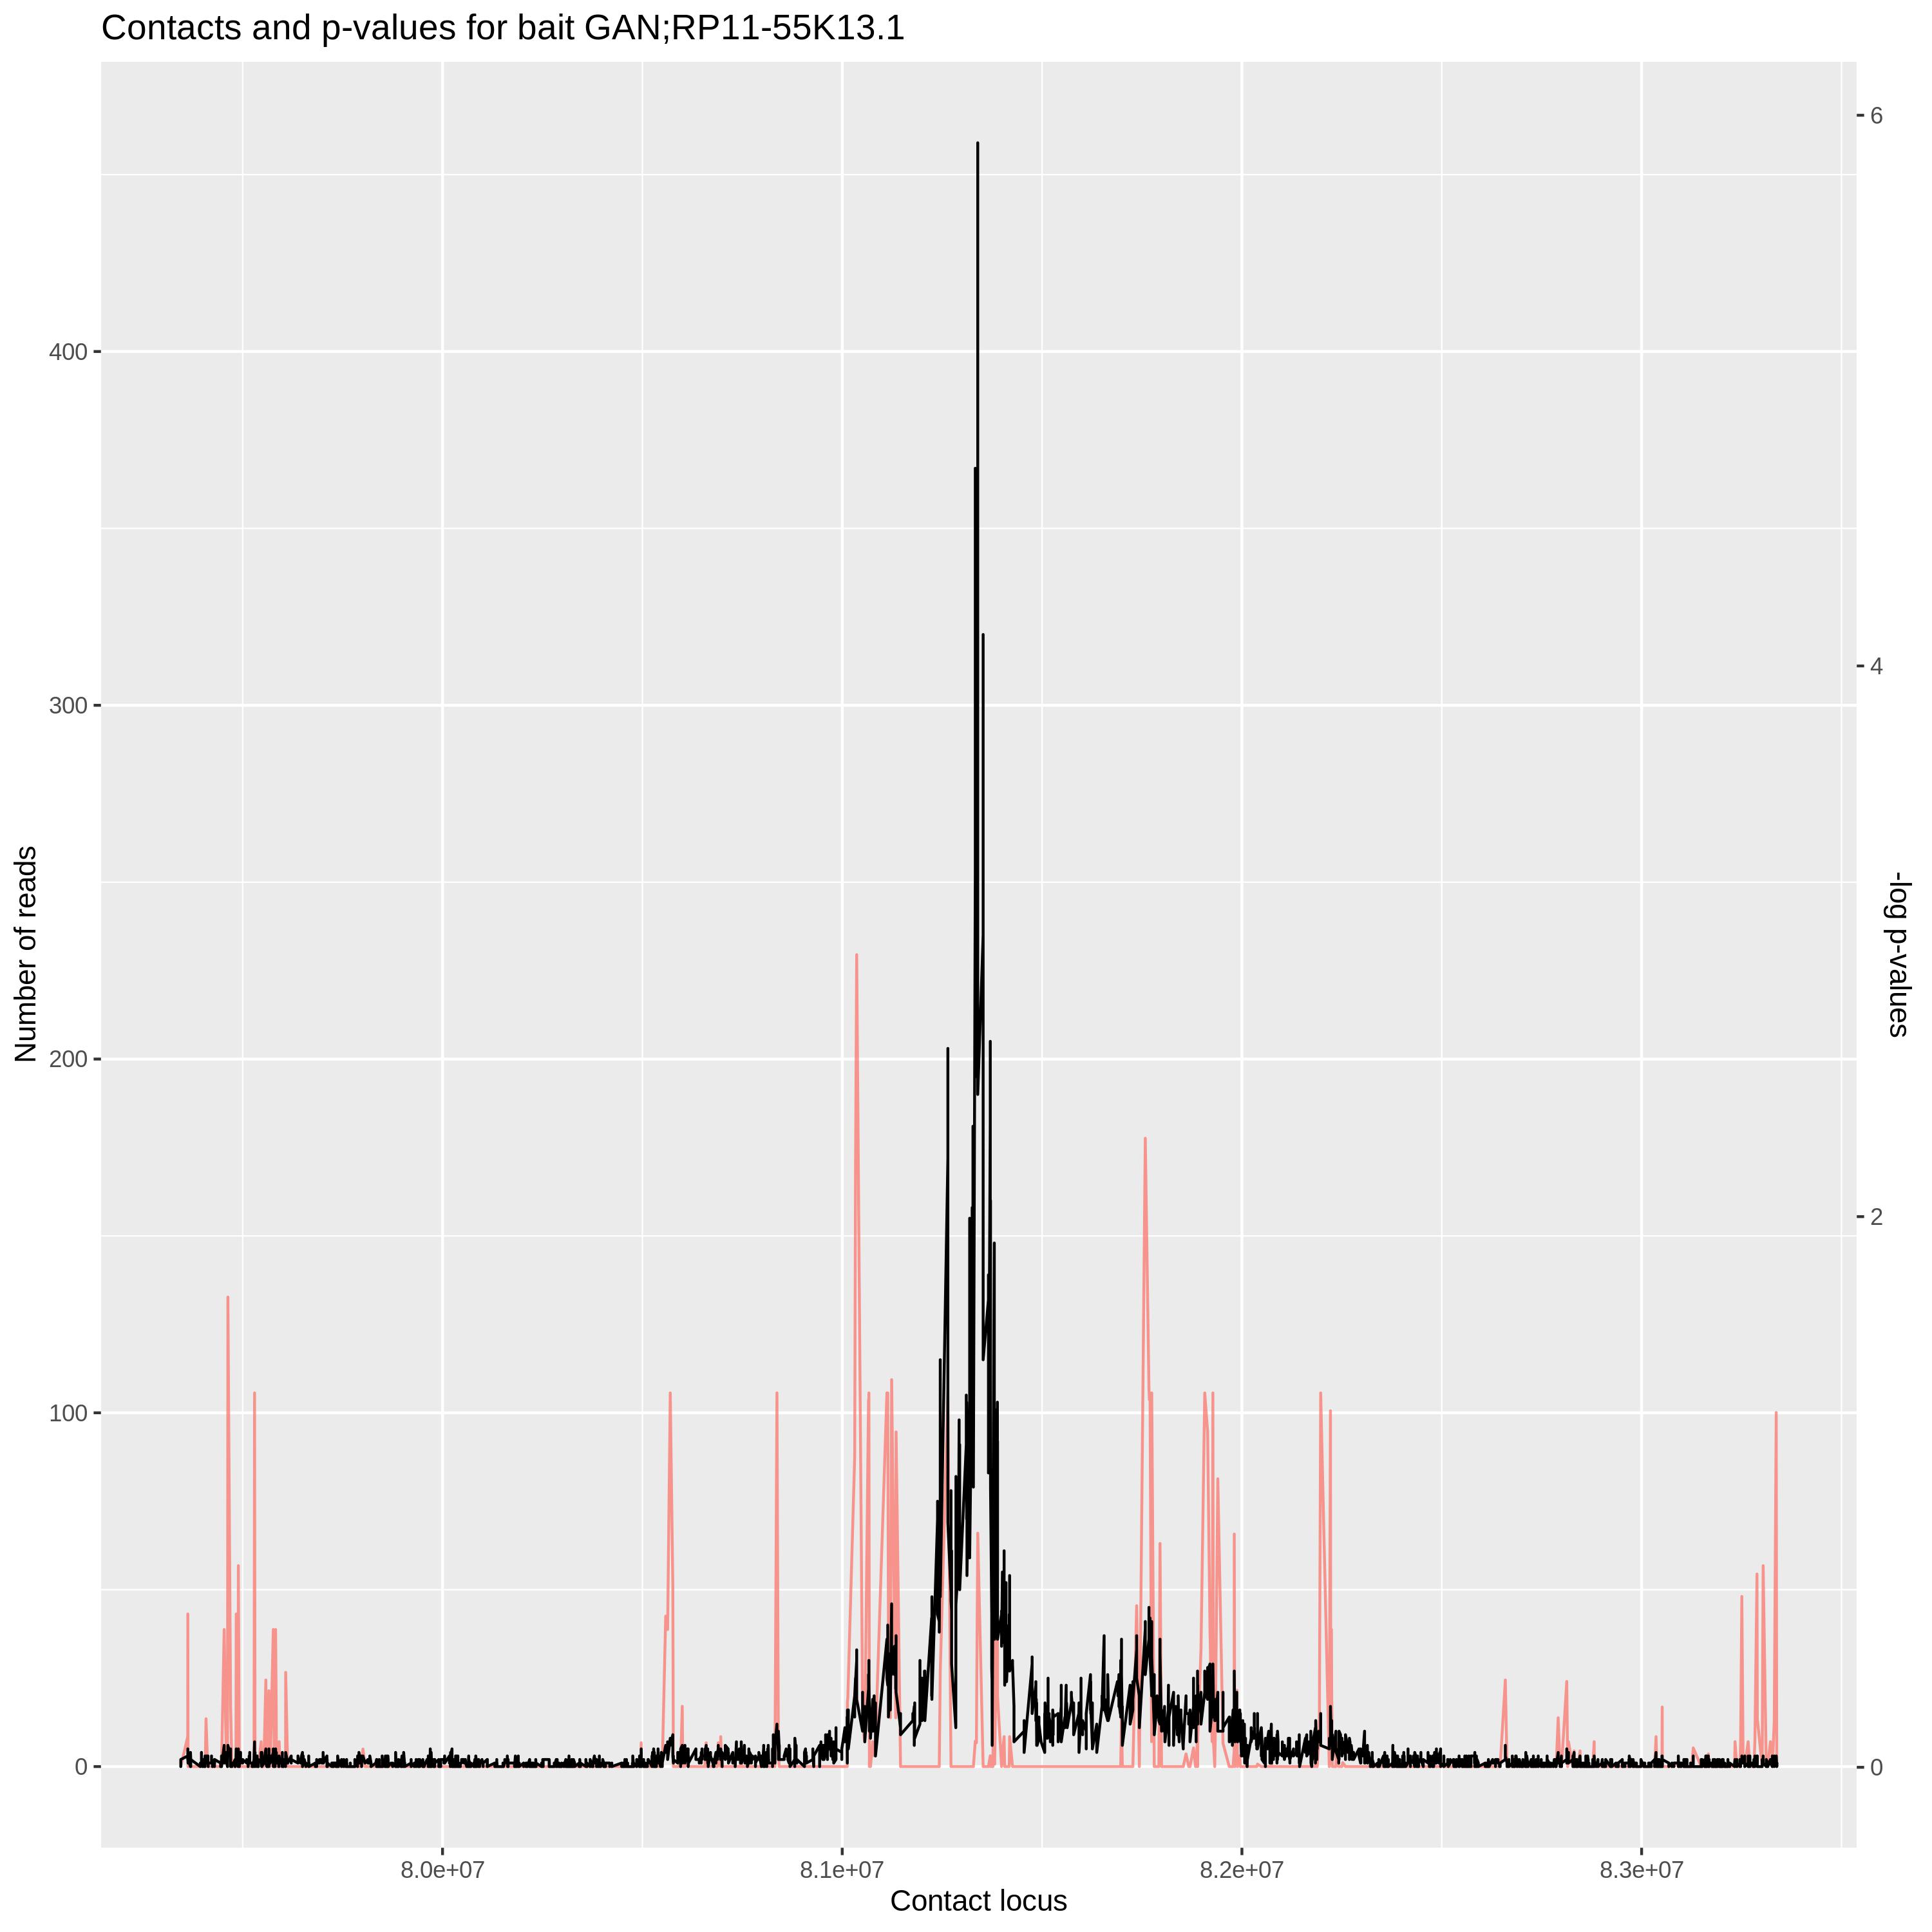 Contacts and p-values for bait GAN;RP11-55K13.1
Number of reads
400
300
200
100
0
6
4
2
0
-log p-values
8.0e+07
8.1e+07
8.2e+07
8.3e+07
Contact locus